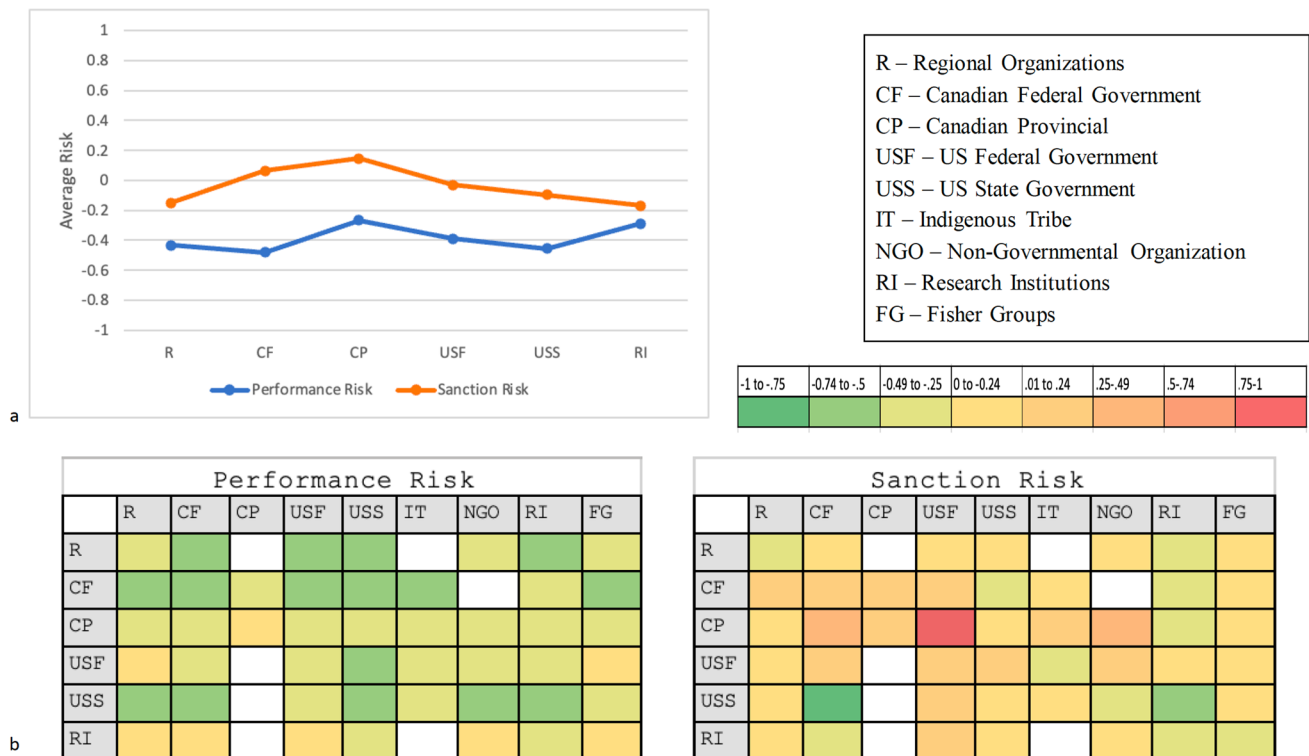 1
0.8
0.6
0.4
0.2
0
-0.2
-0.4
-0.6
-0.8
-1
Average Risk
R CF CP USF USS RI
Performance Risk Sanction Risk
a
R – Regional Organizations
CF – Canadian Federal Government
CP – Canadian Provincial
USF – US Federal Government
USS – US State Government
IT – Indigenous Tribe
NGO – Non-Governmental Organization
RI – Research Institutions
FG – Fisher Groups
-1 to -.75 -0.74 to -.5 -0.49 to -.25 0 to -0.24 .01 to .24 .25-.49 .5-.74 .75-1
Performance Risk
R CF CP USF USS IT NGO RI FG
R
CF
CP
USF
USS
RI
Sanction Risk
R CF CP USF USS IT NGO RI FG
R
CF
CP
USF
USS
RI
b